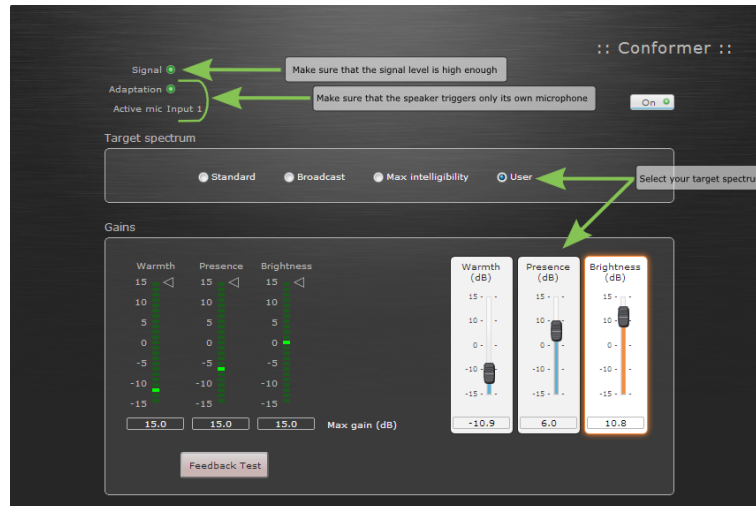 :: Conformer ::
Signal
Make sure that the signal level is high enough
Adaptation
Active mic Input 1
Make sure that the speaker triggers only its own microphone
On
Target spectrum
Standard Broadcast Max intelligibility User
Select your target spectru
Gains
Warmth Presence Brightness
15 15 15
10 10 10
5 5 5
0 0 0
-5 -5 -5
-10 -10 -10
-15 -15 -15
15.0 15.0 15.0 Max gain (dB)
Feedback Test
Warmth Presence Brightness
(dB) (dB) (dB)
15 - - 15 - - 15 - -
10 - - 10 - - 10 - -
0 - - 0 - - 0 - -
-10 - - -10 - - -10 - -
-15 - - -15 - - -15 - -
-10.9 6.0 10.8